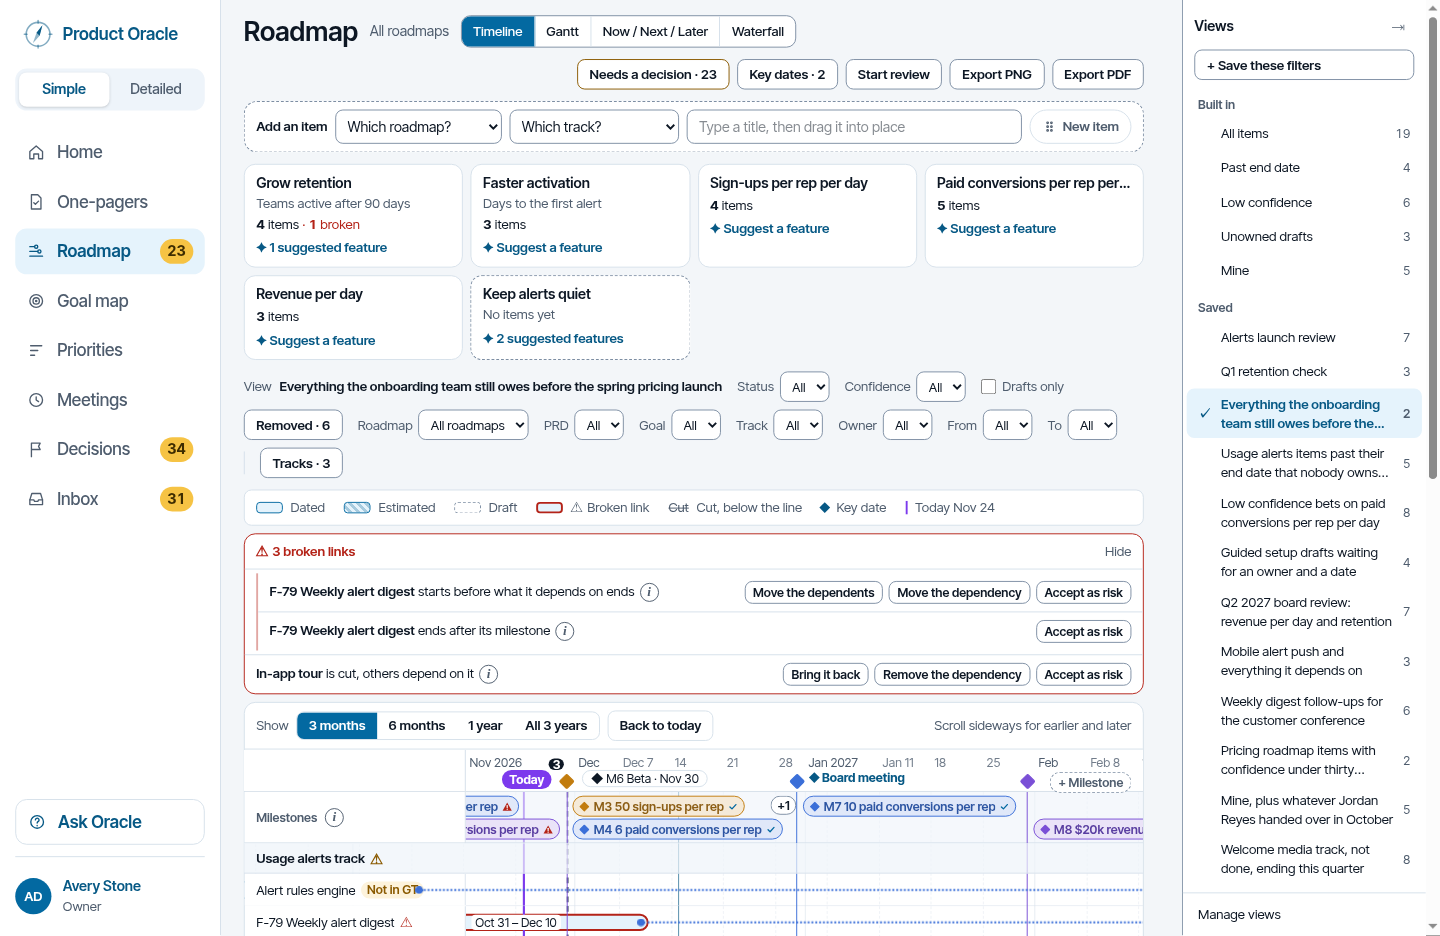 Product Oracle
Simple
Detailed
Home
One-pagers
Roadmap 23
Goal map
Priorities
Meetings
Decisions 34
Inbox 31
Ask Oracle
AD
Avery Stone
Owner
Roadmap All roadmaps Timeline Gantt Now / Next / Later Waterfall
Needs a decision · 23 Key dates · 2 Start review Export PNG Export PDF
Add an item Which roadmap? Which track? Type a title, then drag it into place New item
Grow retention
Teams active after 90 days
4 items · 1 broken
1 suggested feature
Faster activation
Days to the first alert
3 items
Suggest a feature
Sign-ups per rep per day
4 items
Suggest a feature
Paid conversions per rep per...
5 items
Suggest a feature
Revenue per day
3 items
Suggest a feature
Keep alerts quiet
No items yet
2 suggested features
View Everything the onboarding team still owes before the spring pricing launch Status All Confidence All Drafts only
Removed · 6 Roadmap All roadmaps PRD All Goal All Track All Owner All From All To All
Tracks · 3
Dated Estimated Draft Broken link Cut Cut, below the line Key date Today Nov 24
3 broken links Hide
F-79 Weekly alert digest starts before what it depends on ends i Move the dependents Move the dependency Accept as risk
F-79 Weekly alert digest ends after its milestone i Accept as risk
In-app tour is cut, others depend on it i Bring it back Remove the dependency Accept as risk
Show 3 months 6 months 1 year All 3 years Back to today Scroll sideways for earlier and later
Nov 2026 3 Dec Dec 7 14 21 28 Jan 2027 Jan 11 18 25 Feb Feb 8
Today M6 Beta · Nov 30 Board meeting + Milestone
Milestones i
er rep M3 50 sign-ups per rep +1 M7 10 paid conversions per rep
sions per rep M4 6 paid conversions per rep M8 $20k revenu
Usage alerts track
Alert rules engine Not in GT
F-79 Weekly alert digest Oct 31 – Dec 10
Views
+ Save these filters
Built in
All items 19
Past end date 4
Low confidence 6
Unowned drafts 3
Mine 5
Saved
Alerts launch review 7
Q1 retention check 3
Everything the onboarding
team still owes before the... 2
Usage alerts items past their
end date that nobody owns... 5
Low confidence bets on paid
conversions per rep per day 8
Guided setup drafts waiting
for an owner and a date 4
Q2 2027 board review:
revenue per day and retention 7
Mobile alert push and
everything it depends on 3
Weekly digest follow-ups for
the customer conference 6
Pricing roadmap items with
confidence under thirty... 2
Mine, plus whatever Jordan
Reyes handed over in October 5
Welcome media track, not
done, ending this quarter 8
Manage views